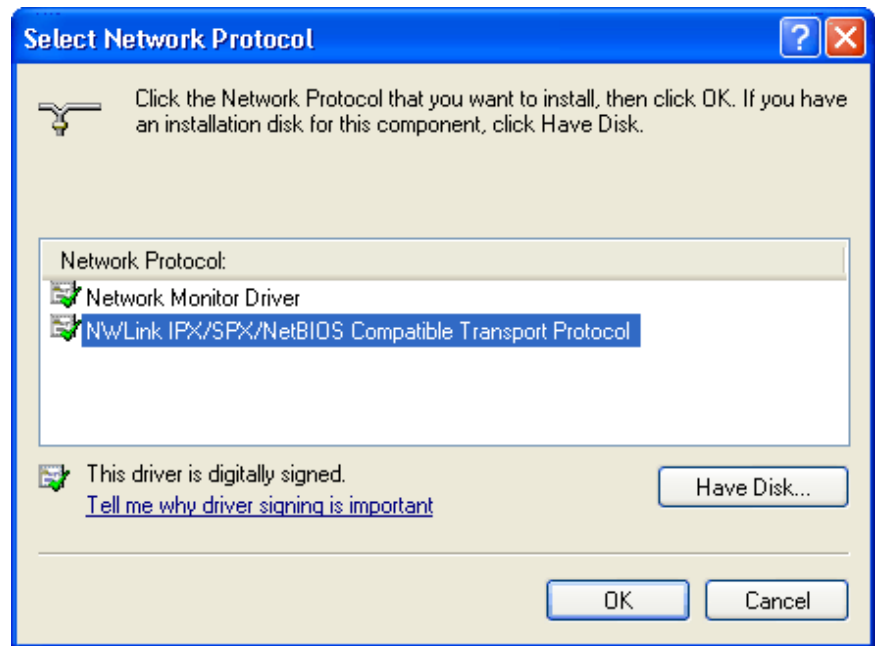 Select Network Protocol
Click the Network Protocol that you want to install, then click OK. If you have
an installation disk for this component, click Have Disk.
Network Protocol:
Network Monitor Driver
NWLink IPX/SPX/NetBIOS Compatible Transport Protocol
This driver is digitally signed.
Tell me why driver signing is important
Have Disk...
OK
Cancel